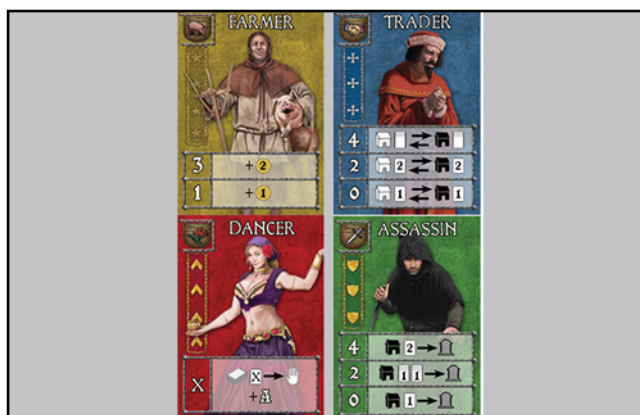 FARMER
3 + 2
1 + 1
TRADER
4
2 2 2
0 1 1
DANCER
X X
+ A
ASSASSIN
4 2
2 1 1
0 1